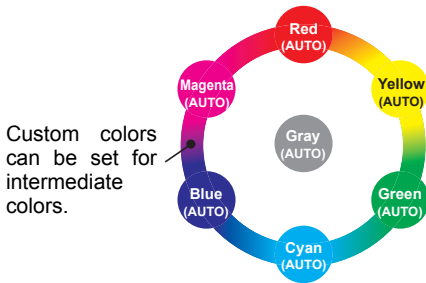 Red
(AUTO)
Magenta
(AUTO)
Yellow
(AUTO)
Gray
(AUTO)
Custom colors
can be set for
intermediate
colors.
Blue
(AUTO)
Green
(AUTO)
Cyan
(AUTO)